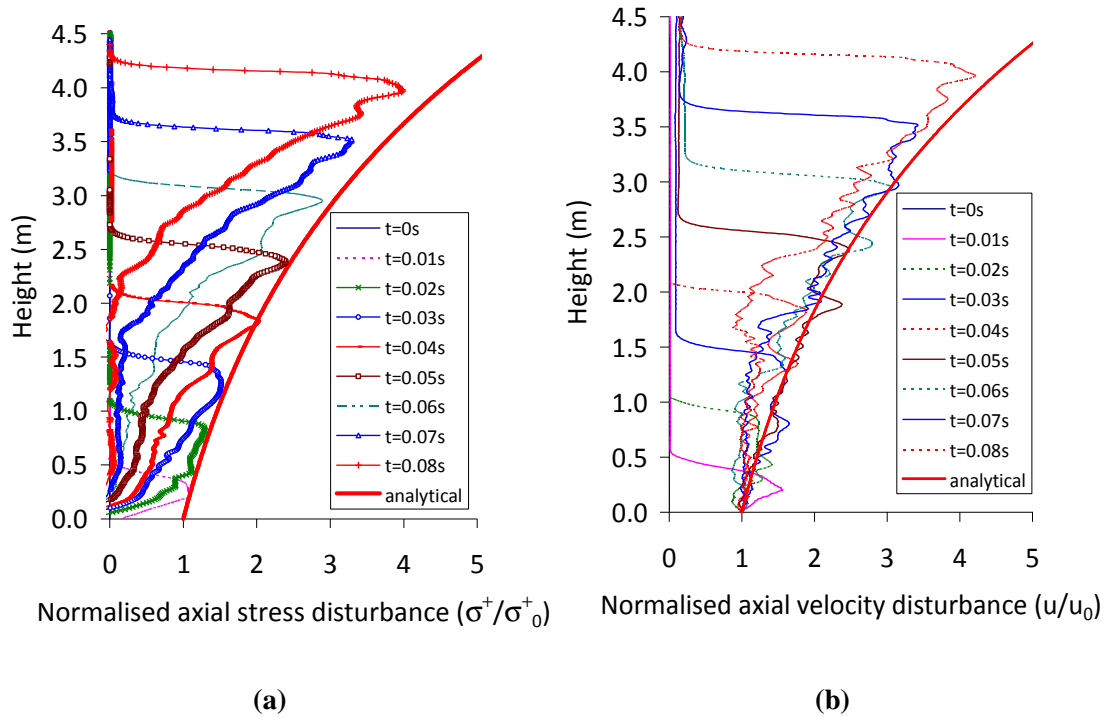 4.5
4.0
3.5
3.0
2.5
2.0
1.5
1.0
0.5
0.0
Height (m)
0 1 2 3 4 5
Normalised axial stress disturbance (σ⁺/σ⁺₀)
t=0s
t=0.01s
t=0.02s
t=0.03s
t=0.04s
t=0.05s
t=0.06s
t=0.07s
t=0.08s
analytical
(a)
4.5
4.0
3.5
3.0
2.5
2.0
1.5
1.0
0.5
0.0
Height (m)
0 1 2 3 4 5
Normalised axial velocity disturbance (u/u₀)
t=0s
t=0.01s
t=0.02s
t=0.03s
t=0.04s
t=0.05s
t=0.06s
t=0.07s
t=0.08s
analytical
(b)